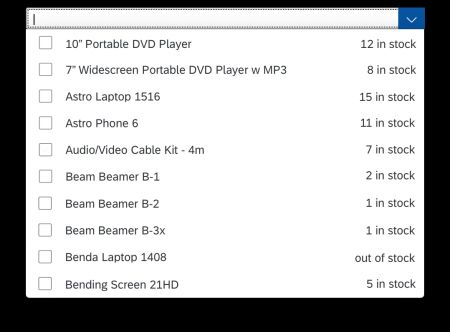 10" Portable DVD Player 12 in stock
7" Widescreen Portable DVD Player w MP3 8 in stock
Astro Laptop 1516 15 in stock
Astro Phone 6 11 in stock
Audio/Video Cable Kit - 4m 7 in stock
Beam Beamer B-1 2 in stock
Beam Beamer B-2 1 in stock
Beam Beamer B-3x 1 in stock
Benda Laptop 1408 out of stock
Bending Screen 21HD 5 in stock